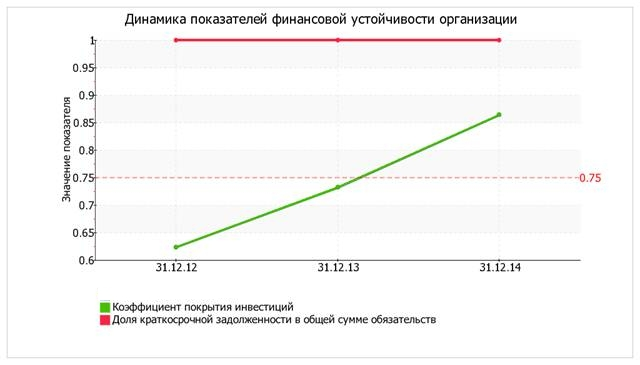 Динамика показателей финансовой устойчивости организации
Значение показателя
1
0.95
0.9
0.85
0.8
0.75
0.7
0.65
0.6
0.75
31.12.12 31.12.13 31.12.14
Коэффициент покрытия инвестиций
Доля краткосрочной задолженности в общей сумме обязательств